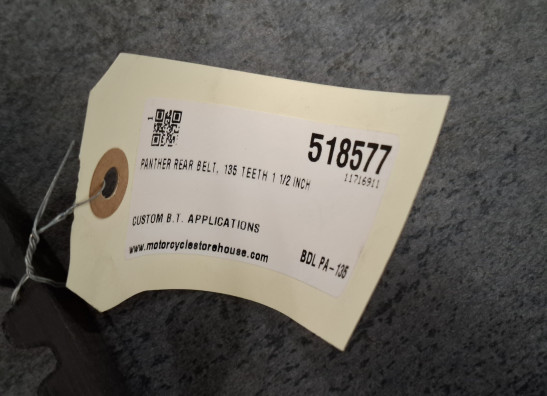 1
518577
11716911
PANTHER REAR BELT, 135 TEETH 1 1/2 INCH
CUSTOM B.T. APPLICATIONS
www.motorcyclestorehouse.com
BDL PA-135